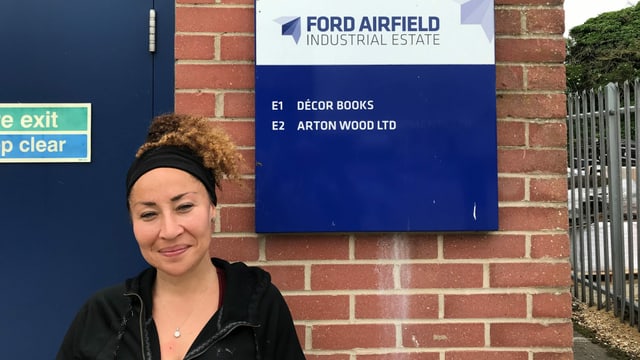 FORD AIRFIELD
INDUSTRIAL ESTATE
E1 DÉCOR BOOKS
E2 ARTON WOOD LTD
exit
clear